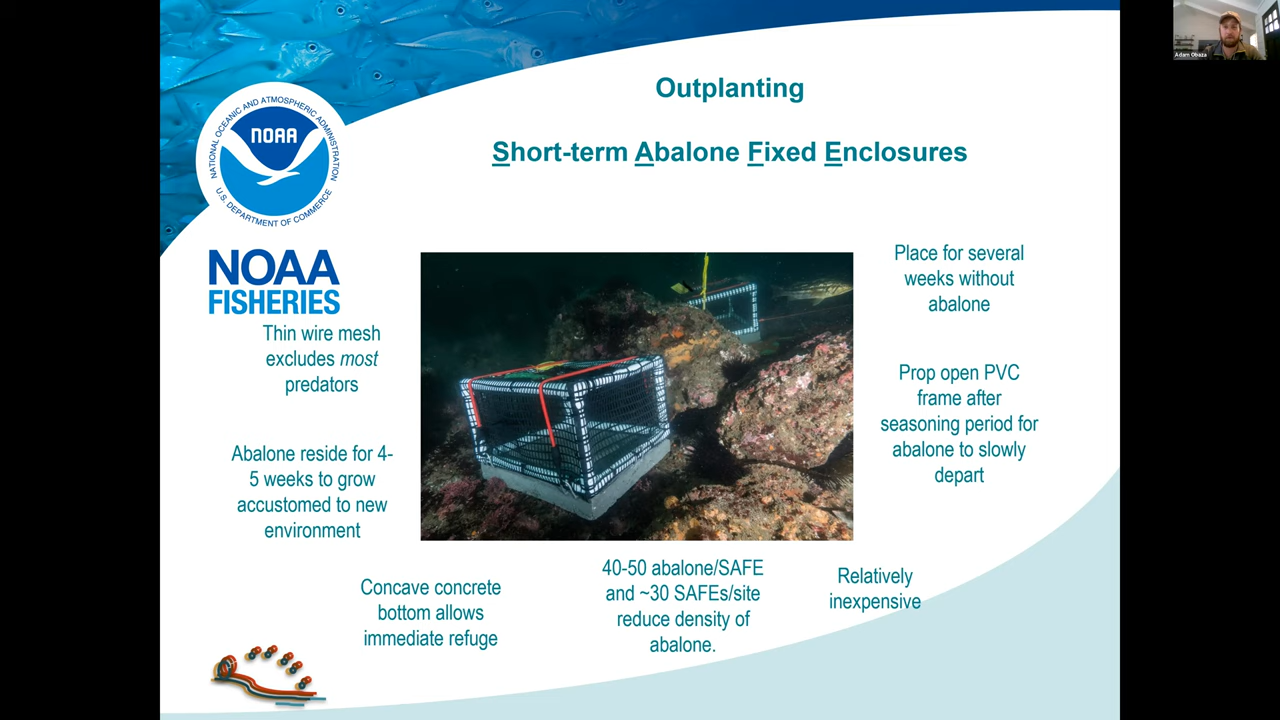 Adam Obaza
Outplanting
Short-term Abalone Fixed Enclosures
NATIONAL OCEANIC AND ATMOSPHERIC ADMINISTRATION
NOAA
U.S. DEPARTMENT OF COMMERCE
NOAA
FISHERIES
Thin wire mesh
excludes most
predators
Abalone reside for 4-
5 weeks to grow
accustomed to new
environment
Concave concrete
bottom allows
immediate refuge
40-50 abalone/SAFE
and ~30 SAFEs/site
reduce density of
abalone.
Relatively
inexpensive
Place for several
weeks without
abalone
Prop open PVC
frame after
seasoning period for
abalone to slowly
depart